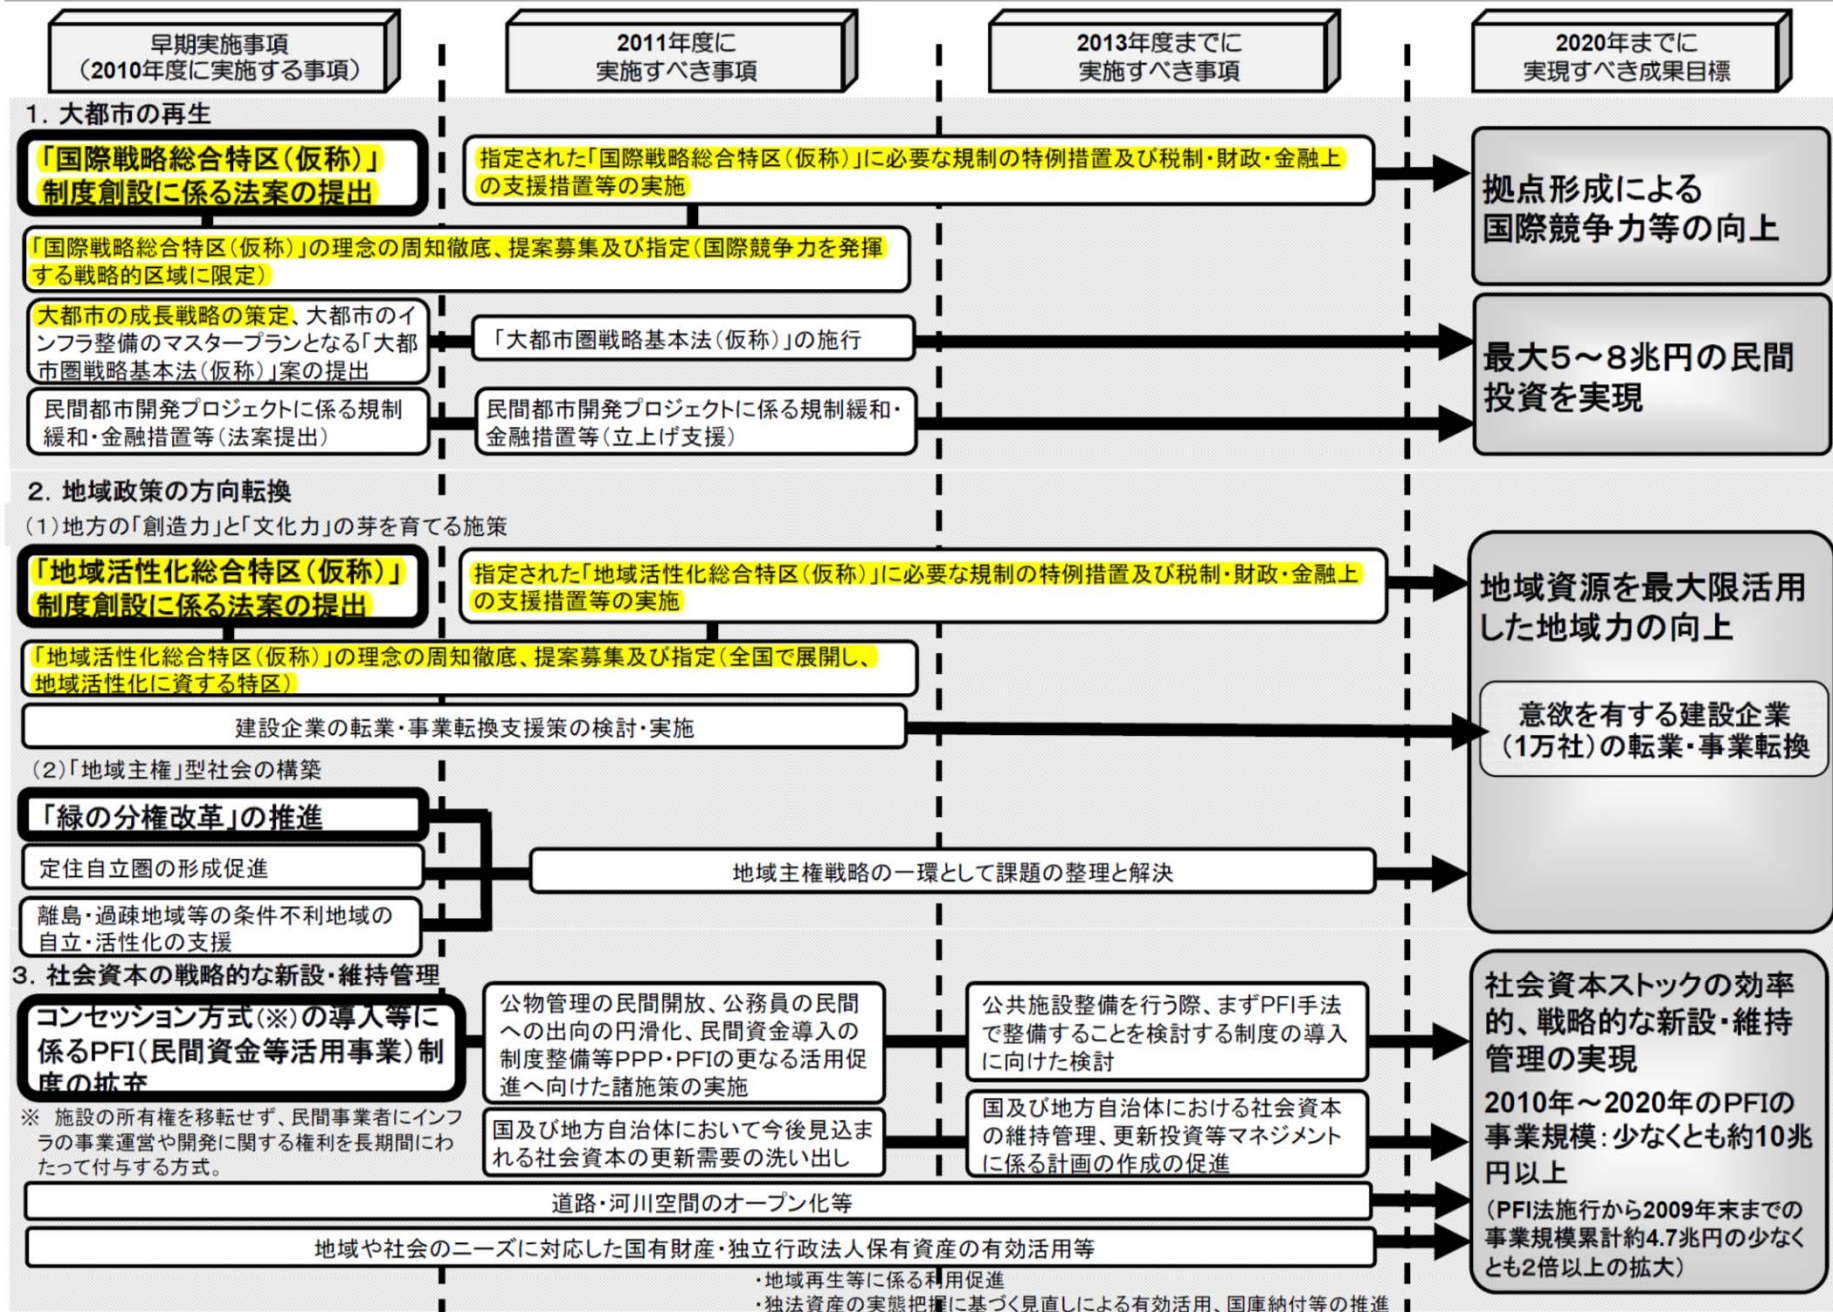 早期実施事項
（2010年度に実施する事項）
2011年度に
実施すべき事項
2013年度までに
実施すべき事項
2020年までに
実現すべき成果目標
1．大都市の再生
「国際戦略総合特区（仮称）」
制度創設に係る法案の提出
指定された「国際戦略総合特区（仮称）」に必要な規制の特例措置及び税制・財政・金融上
の支援措置等の実施
「国際戦略総合特区（仮称）」の理念の周知徹底、提案募集及び指定（国際競争力を発揮
する戦略的区域に限定）
拠点形成による
国際競争力等の向上
大都市の成長戦略の策定、大都市のイ
ンフラ整備のマスタープランとなる「大都
市圏戦略基本法（仮称）」案の提出
「大都市圏戦略基本法（仮称）」の施行
民間都市開発プロジェクトに係る規制
緩和・金融措置等（法案提出）
民間都市開発プロジェクトに係る規制緩和・
金融措置等（立上げ支援）
最大5～8兆円の民間
投資を実現
2．地域政策の方向転換
（1）地方の「創造力」と「文化力」の芽を育てる施策
「地域活性化総合特区（仮称）」
制度創設に係る法案の提出
指定された「地域活性化総合特区（仮称）」に必要な規制の特例措置及び税制・財政・金融上
の支援措置等の実施
「地域活性化総合特区（仮称）」の理念の周知徹底、提案募集及び指定（全国で展開し、
地域活性化に資する特区）
建設企業の転業・事業転換支援策の検討・実施
地域資源を最大限活用
した地域力の向上
意欲を有する建設企業
（1万社）の転業・事業転換
（2）「地域主権」型社会の構築
「緑の分権改革」の推進
定住自立圏の形成促進
離島・過疎地域等の条件不利地域の
自立・活性化の支援
地域主権戦略の一環として課題の整理と解決
3．社会資本の戦略的な新設・維持管理
コンセッション方式（※）の導入等に
係るPFI（民間資金等活用事業）制
度の拡充
※ 施設の所有権を移転せず、民間事業者にインフ
ラの事業運営や開発に関する権利を長期間にわ
たって付与する方式。
公物管理の民間開放、公務員の民間
への出向の円滑化、民間資金導入の
制度整備等PPP・PFIの更なる活用促
進へ向けた諸施策の実施
公共施設整備を行う際、まずPFI手法
で整備することを検討する制度の導入
に向けた検討
国及び地方自治体において今後見込ま
れる社会資本の更新需要の洗い出し
国及び地方自治体における社会資本
の維持管理、更新投資等マネジメント
に係る計画の作成の促進
道路・河川空間のオープン化等
地域や社会のニーズに対応した国有財産・独立行政法人保有資産の有効活用等
・地域再生等に係る利用促進
・独法資産の実態把握に基づく見直しによる有効活用、国庫納付等の推進
社会資本ストックの効率
的、戦略的な新設・維持
管理の実現
2010年～2020年のPFIの
事業規模：少なくとも約10兆
円以上
（PFI法施行から2009年末までの
事業規模累計約4.7兆円の少なく
とも2倍以上の拡大）